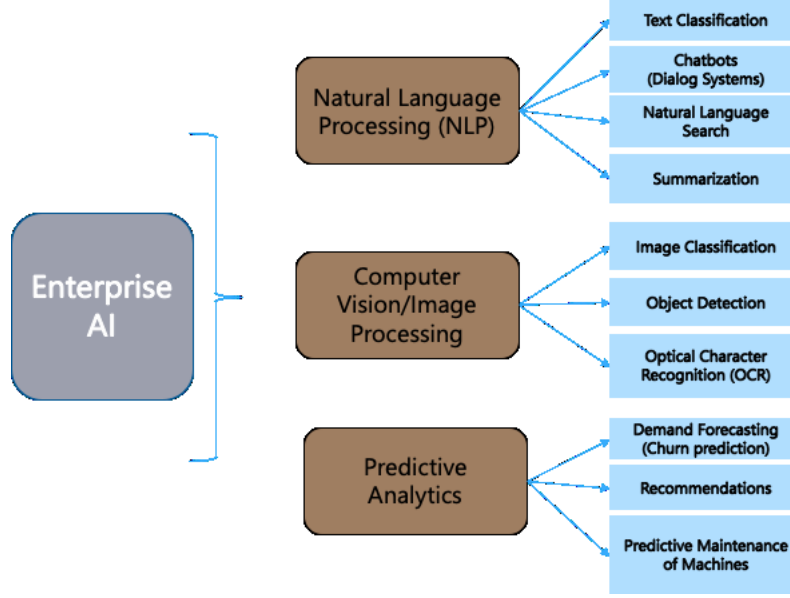 Enterprise
AI
Natural Language
Processing (NLP)
Text Classification
Chatbots
(Dialog Systems)
Natural Language
Search
Summarization
Computer
Vision/Image
Processing
Image Classification
Object Detection
Optical Character
Recognition (OCR)
Predictive
Analytics
Demand Forecasting
(Churn prediction)
Recommendations
Predictive Maintenance
of Machines